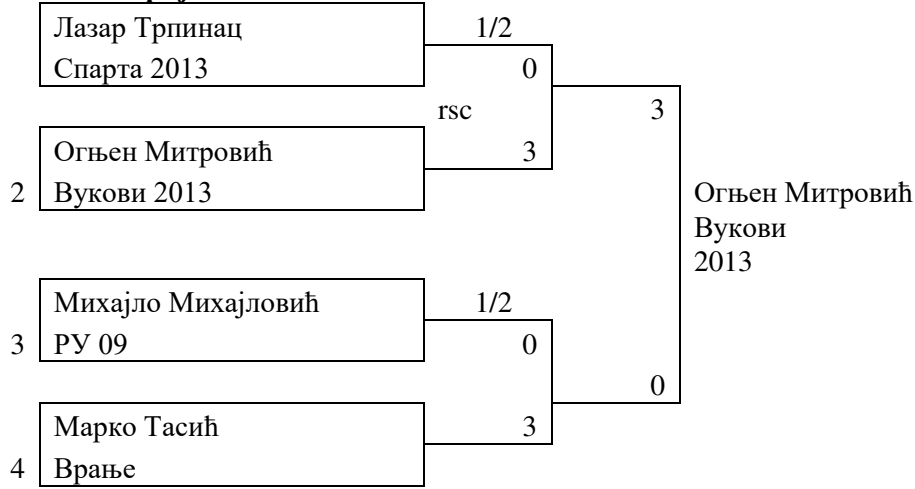 Лазар Трпинац
1/2
Спарта 2013
0
rsc
3
Огњен Митровић
3
2
Вукови 2013
Огњен Митровић
Вукови
2013
Михајло Михајловић
1/2
3
РУ 09
0
0
Марко Тасић
3
4
Врање